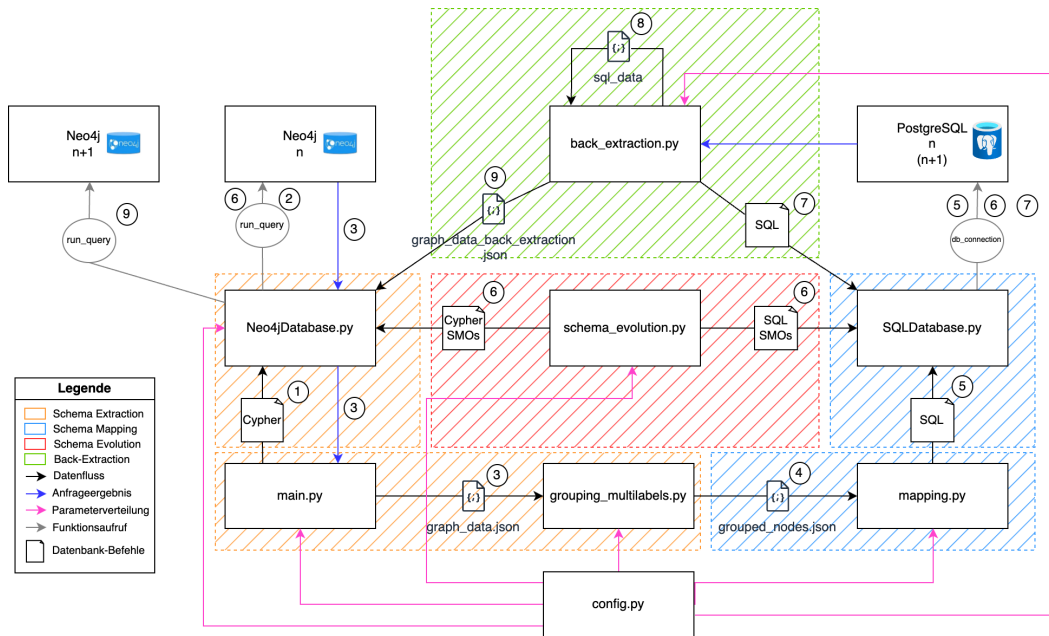 8
{;}
sql_data
Neo4j
n+1
neo4j
Neo4j
n
neo4j
back_extraction.py
PostgreSQL
n
(n+1)
9
run_query
6
2
run_query
3
9
{;}
graph_data_back_extraction
.json
7
SQL
5
6
7
db_connection
Neo4jDatabase.py
6
Cypher
SMOs
schema_evolution.py
6
SQL
SMOs
SQLDatabase.py
Legende
Schema Extraction
Schema Mapping
Schema Evolution
Back-Extraction
Datenfluss
Anfrageergebnis
Parameterverteilung
Funktionsaufruf
Datenbank-Befehle
1
Cypher
3
5
SQL
main.py
3
{;}
graph_data.json
grouping_multilabels.py
4
{;}
grouped_nodes.json
mapping.py
config.py